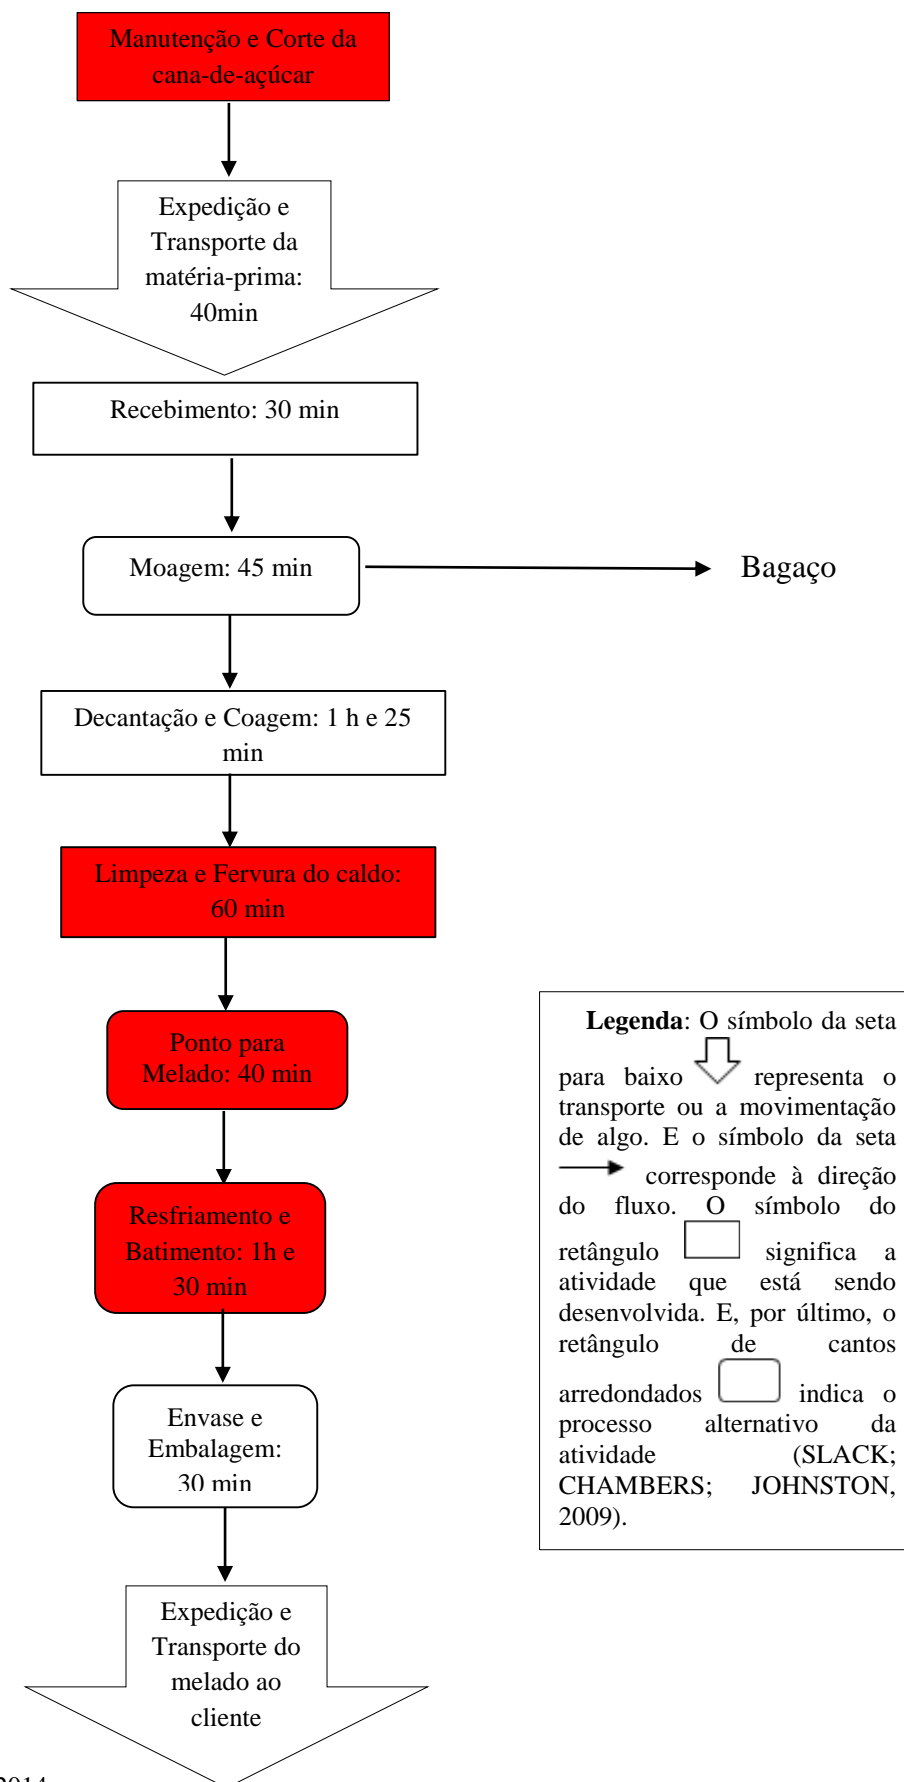 Manutenção e Corte da
cana-de-açúcar
Expedição e
Transporte da
matéria-prima:
40min
Recebimento: 30 min
Moagem: 45 min
Bagaço
Decantação e Coagem: 1 h e 25
min
Limpeza e Fervura do caldo:
60 min
Ponto para
Melado: 40 min
Resfriamento e
Batimento: 1h e
30 min
Envase e
Embalagem:
30 min
Expedição e
Transporte do
melado ao
cliente
Legenda: O símbolo da seta
para baixo representa o
transporte ou a movimentação
de algo. E o símbolo da seta
corresponde à direção
do fluxo. O símbolo do
retângulo significa a
atividade que está sendo
desenvolvida. E, por último, o
retângulo de cantos
arredondados indica o
processo alternativo da
atividade (SLACK;
CHAMBERS; JOHNSTON,
2009).